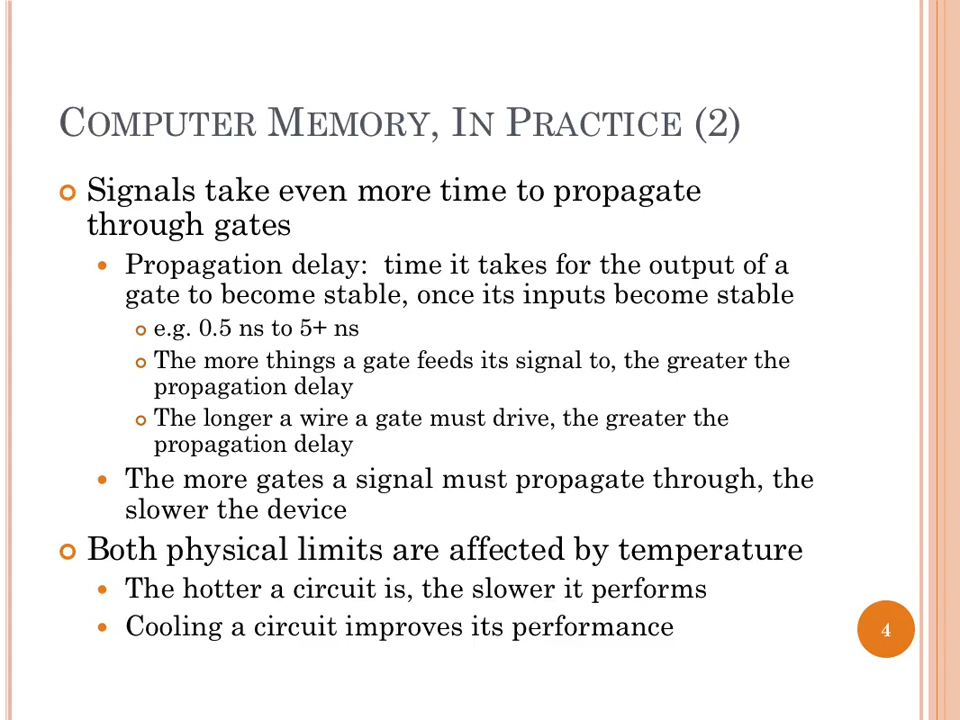 COMPUTER MEMORY, IN PRACTICE (2)
Signals take even more time to propagate
through gates
Propagation delay: time it takes for the output of a
gate to become stable, once its inputs become stable
e.g. 0.5 ns to 5+ ns
The more things a gate feeds its signal to, the greater the
propagation delay
The longer a wire a gate must drive, the greater the
propagation delay
The more gates a signal must propagate through, the
slower the device
Both physical limits are affected by temperature
The hotter a circuit is, the slower it performs
Cooling a circuit improves its performance
4